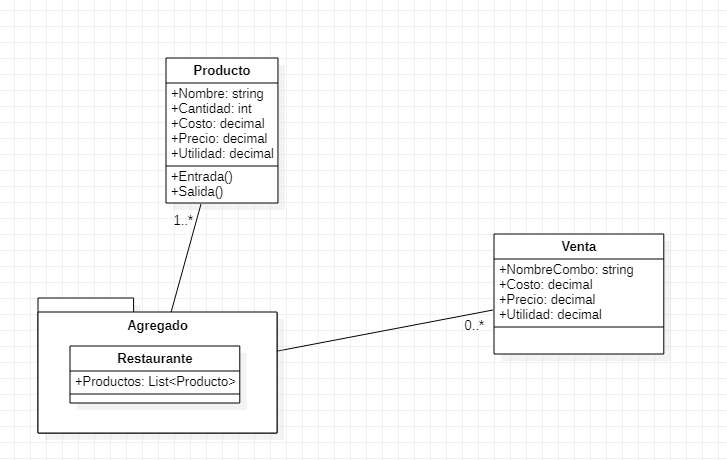 Producto
+Nombre: string
+Cantidad: int
+Costo: decimal
+Precio: decimal
+Utilidad: decimal
+Entrada()
+Salida()
1..*
Venta
+NombreCombo: string
+Costo: decimal
+Precio: decimal
+Utilidad: decimal
0..*
Agregado
Restaurante
+Productos: List<Producto>